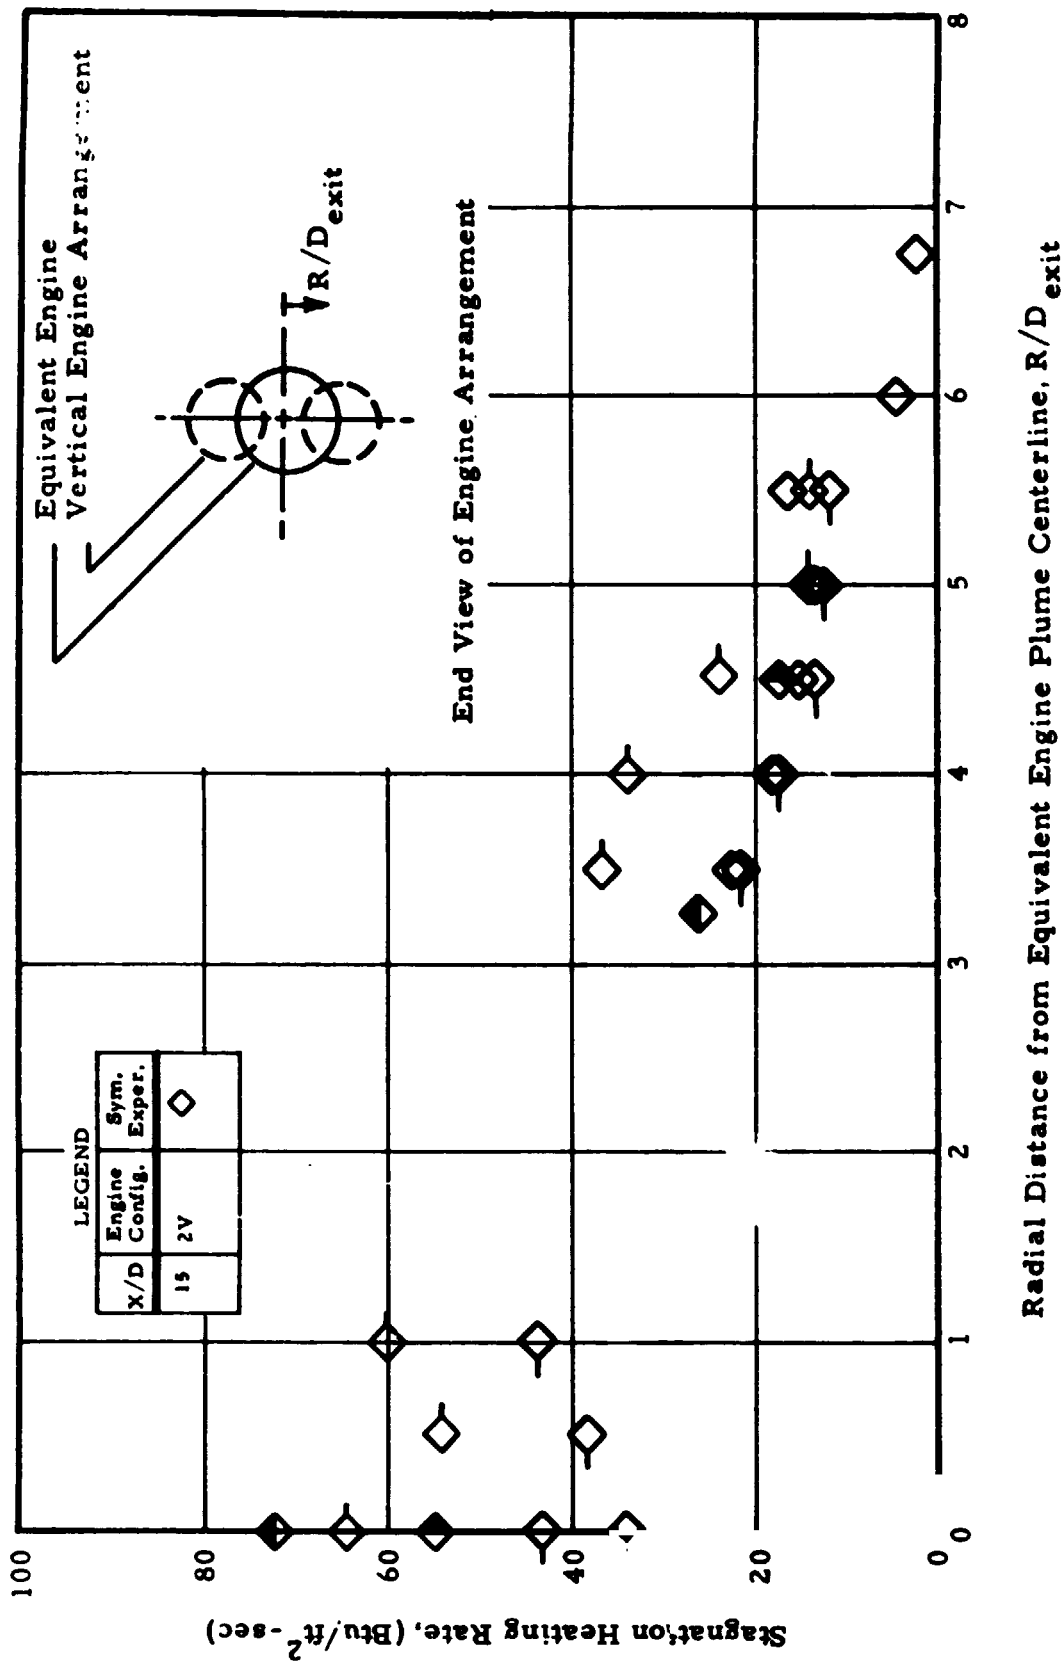 Equivalent Engine
Vertical Engine Arrangement
R/D exit
End View of Engine Arrangement
LEGEND
X/D Engine Config. Sym. Exper.
15 2V
100
80
60
40
20
0
Stagnation Heating Rate, (Btu/ft2-sec)
0 1 2 3 4 5 6 7 8
Radial Distance from Equivalent Engine Plume Centerline, R/D exit